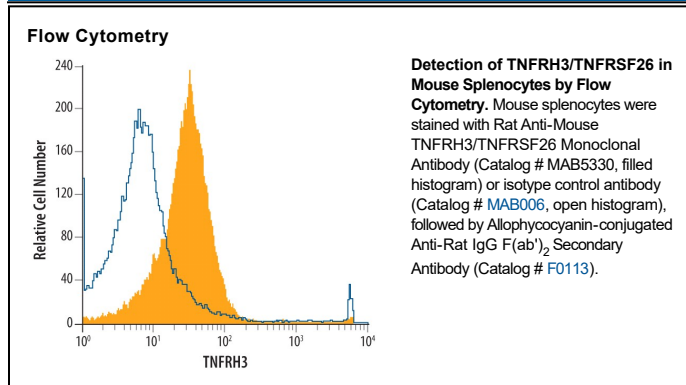 Flow Cytometry
240
200
160
120
80
40
0
Relative Cell Number
10⁰ 10¹ 10² 10³ 10⁴
TNFRH3
Detection of TNFRH3/TNFRSF26 in
Mouse Splenocytes by Flow
Cytometry. Mouse splenocytes were
stained with Rat Anti-Mouse
TNFRH3/TNFRSF26 Monoclonal
Antibody (Catalog # MAB5330, filled
histogram) or isotype control antibody
(Catalog # MAB006, open histogram),
followed by Allophycocyanin-conjugated
Anti-Rat IgG F(ab')₂ Secondary
Antibody (Catalog # F0113).